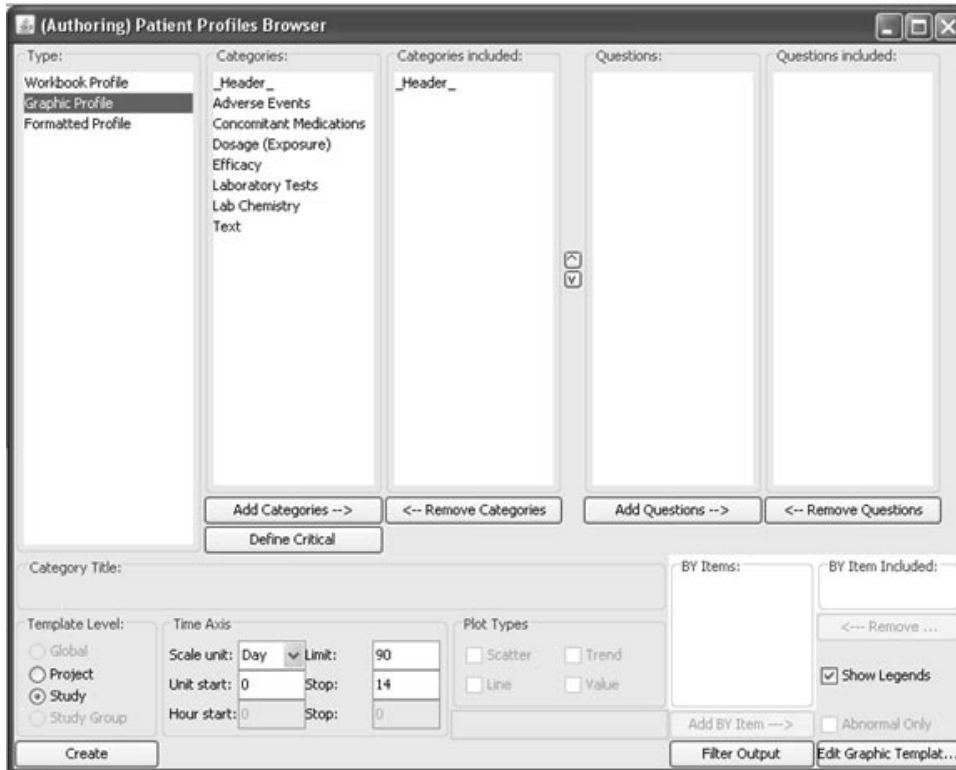 (Authoring) Patient Profiles Browser
Type:
Workbook Profile
Graphic Profile
Formatted Profile
Categories:
_Header_
Adverse Events
Concomitant Medications
Dosage (Exposure)
Efficacy
Laboratory Tests
Lab Chemistry
Text
Categories included:
_Header_
Questions:
Questions included:
Add Categories -->
<-- Remove Categories
Add Questions -->
<-- Remove Questions
Define Critical
Category Title:
BY Items:
BY Item Included:
<--- Remove ...
Template Level:
Global
Project
Study
Study Group
Time Axis
Scale unit: Day Limit: 90
Unit start: 0 Stop: 14
Hour start: 0 Stop: 0
Plot Types
Scatter Trend
Line Value
Show Legends
Add BY Item --->
Abnormal Only
Create
Filter Output
Edit Graphic Templat...